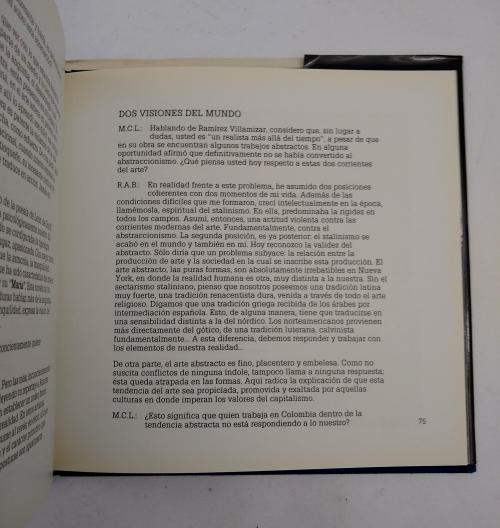 DOS VISIONES DEL MUNDO
M.C.L.: Hablando de Ramírez Villamizar, considero que, sin lugar a
dudas, usted es "un realista más allá del tiempo", a pesar de que
en su obra se encuentran algunos trabajos abstractos. En alguna
oportunidad afirmó que definitivamente no se había convertido al
abstraccionismo. ¿Qué piensa usted hoy respecto a estas dos corrientes
del arte?
R.A.B.: En realidad frente a este problema, he asumido dos posiciones
coherentes con dos momentos de mi vida. Además de las
condiciones difíciles que me formaron, crecí intelectualmente en la época,
llamémosla, espiritual del stalinismo. En ella, predominaba la rigidez en
todos los campos. Asumí, entonces, una actitud violenta contra las
corrientes modernas del arte. Fundamentalmente, contra el
abstraccionismo. La segunda posición, es ya posterior: el stalinismo se
acabó en el mundo y también en mí. Hoy reconozco la validez del
abstracto. Sólo diría que un problema subyace: la relación entre la
producción de arte y la sociedad en la cual se inscribe esta producción. El
arte abstracto, las puras formas, son absolutamente irrebatibles en Nueva
York, en donde la realidad humana es otra, muy distinta a la nuestra. Sin el
sectarismo staliniano, pienso que nosotros poseemos una tradición latina
muy fuerte, una tradición renacentista dura, venida a través de todo el arte
religioso. Digamos que una tradición griega recibida de los árabes por
intermediación española. Esto, de alguna manera, tiene que traducirse en
una sensibilidad distinta a la del nórdico. Los norteamericanos provienen
más directamente del gótico, de una tradición luterana, calvinista
fundamentalmente... A esta diferencia, debemos responder y trabajar con
los elementos de nuestra realidad...
De otra parte, el arte abstracto es fino, placentero y embelesa. Como no
suscita conflictos de ninguna índole, tampoco llama a ninguna respuesta;
ésta queda atrapada en las formas. Aquí radica la explicación de que esta
tendencia del arte sea propiciada, promovida y exaltada por aquellas
culturas en donde imperan los valores del capitalismo.
M.C.L.: ¿Esto significa que quien trabaja en Colombia dentro de la
tendencia abstracta no está respondiendo a lo nuestro?
75